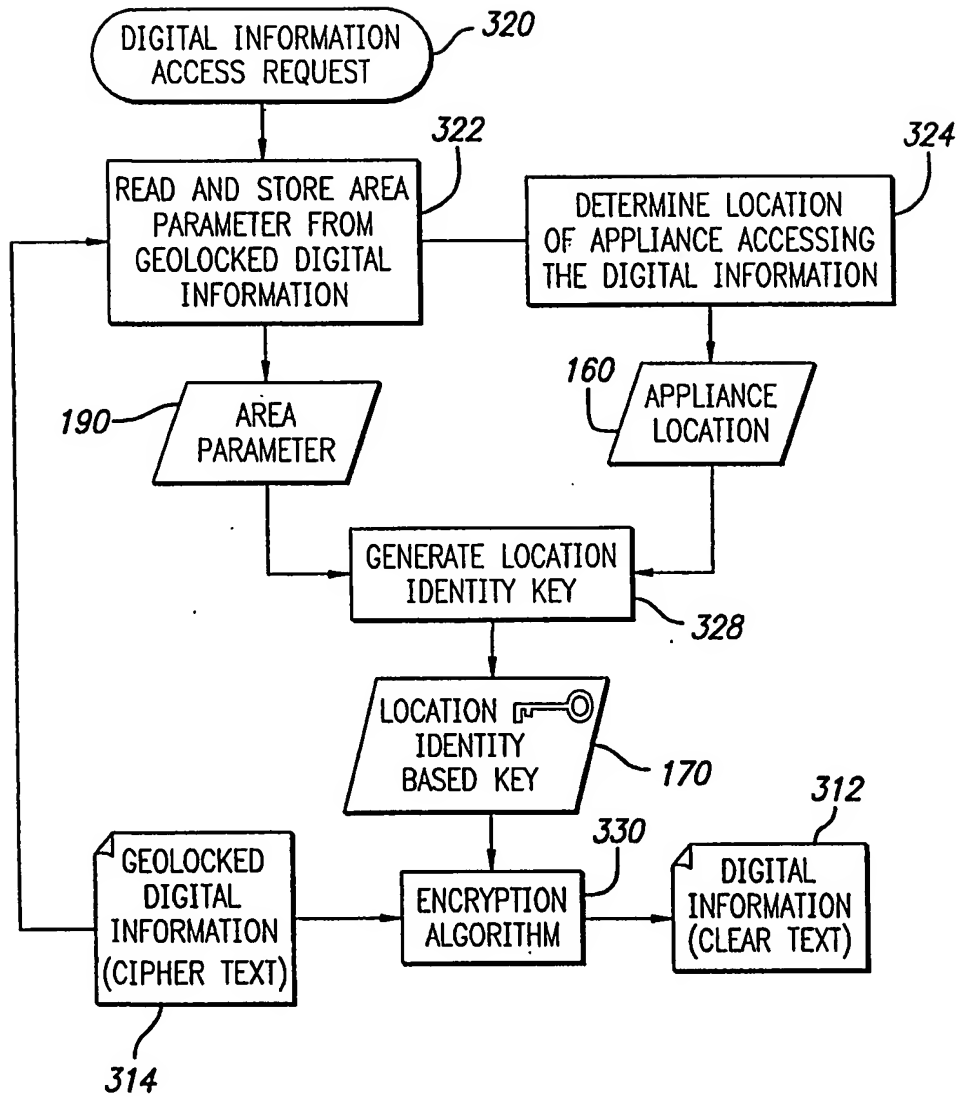 DIGITAL INFORMATION
ACCESS REQUEST
320
322
READ AND STORE AREA
PARAMETER FROM
GEOLOCKED DIGITAL
INFORMATION
324
DETERMINE LOCATION
OF APPLIANCE ACCESSING
THE DIGITAL INFORMATION
190
AREA
PARAMETER
160
APPLIANCE
LOCATION
GENERATE LOCATION
IDENTITY KEY
328
LOCATION
IDENTITY
BASED KEY
170
GEOLOCKED
DIGITAL
INFORMATION
(CIPHER TEXT)
314
330
ENCRYPTION
ALGORITHM
312
DIGITAL
INFORMATION
(CLEAR TEXT)